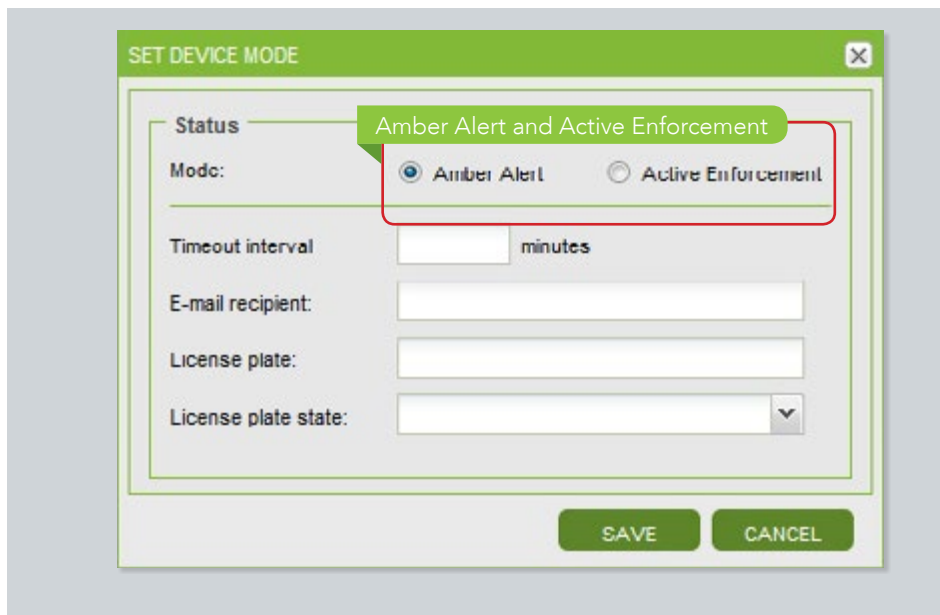 SET DEVICE MODE
Status
Amber Alert and Active Enforcement
Mode:
Amber Alert
Active Enforcement
Timeout interval
minutes
E-mail recipient:
License plate:
License plate state:
SAVE
CANCEL